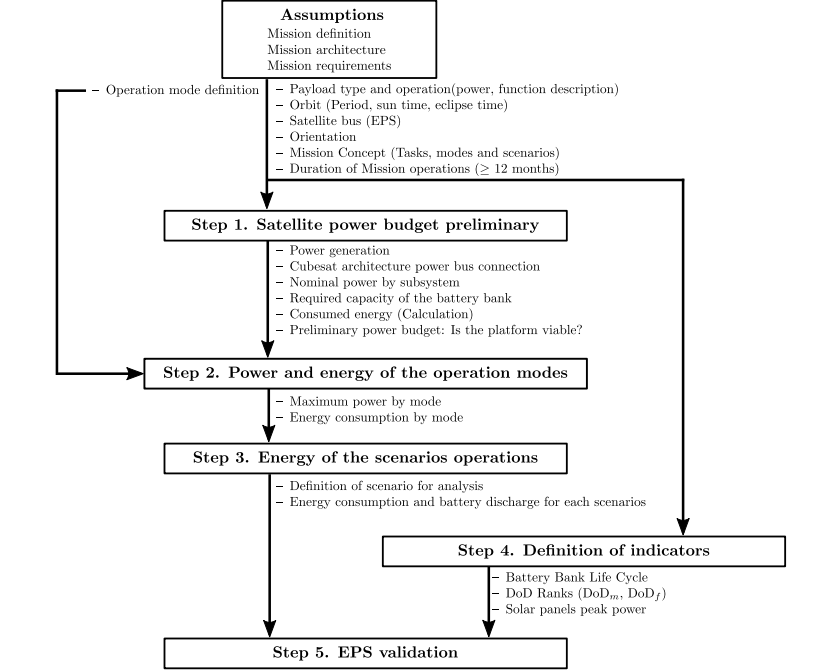 Assumptions
Mission definition
Mission architecture
Mission requirements
– Operation mode definition
– Payload type and operation(power, function description)
– Orbit (Period, sun time, eclipse time)
– Satellite bus (EPS)
– Orientation
– Mission Concept (Tasks, modes and scenarios)
– Duration of Mission operations (≥ 12 months)
Step 1. Satellite power budget preliminary
– Power generation
– Cubesat architecture power bus connection
– Nominal power by subsystem
– Required capacity of the battery bank
– Consumed energy (Calculation)
– Preliminary power budget: Is the platform viable?
Step 2. Power and energy of the operation modes
– Maximum power by mode
– Energy consumption by mode
Step 3. Energy of the scenarios operations
– Definition of scenario for analysis
– Energy consumption and battery discharge for each scenarios
Step 4. Definition of indicators
– Battery Bank Life Cycle
– DoD Ranks (DoD_m, DoD_f)
– Solar panels peak power
Step 5. EPS validation